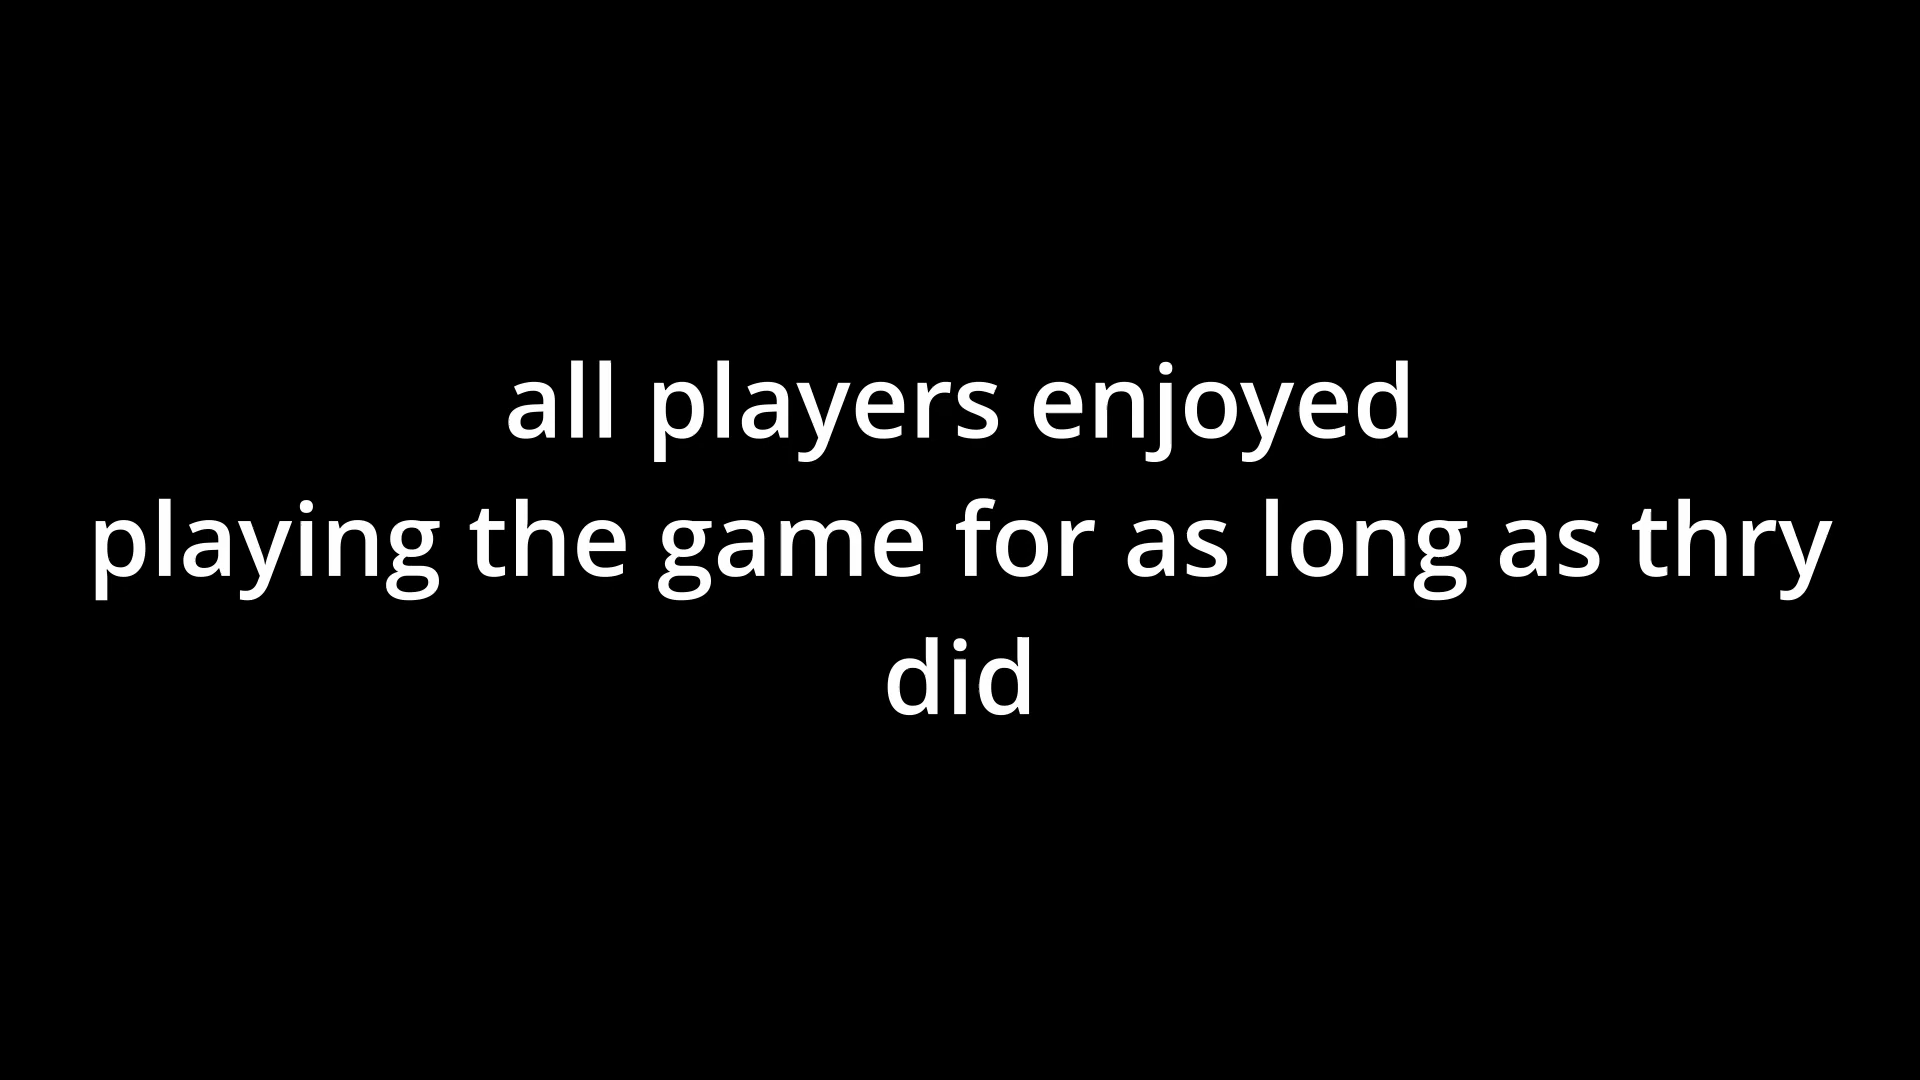 all players enjoyed
playing the game for as long as thry
did